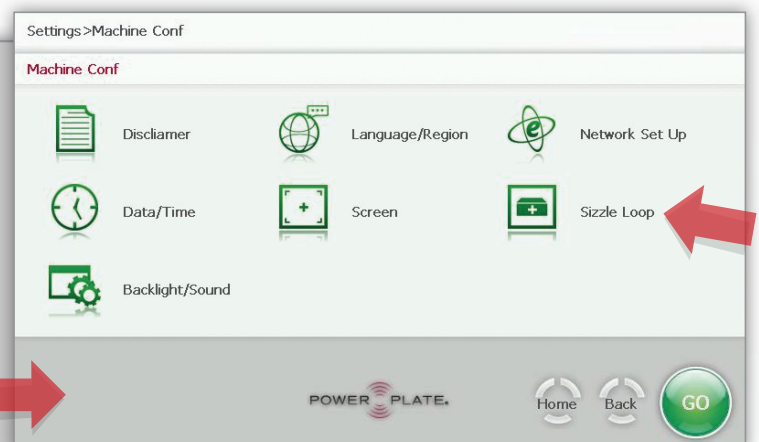 Settings>Machine Conf
Machine Conf
Discliamer
Language/Region
Network Set Up
Data/Time
Screen
Sizzle Loop
Backlight/Sound
POWER PLATE.
Home
Back
GO